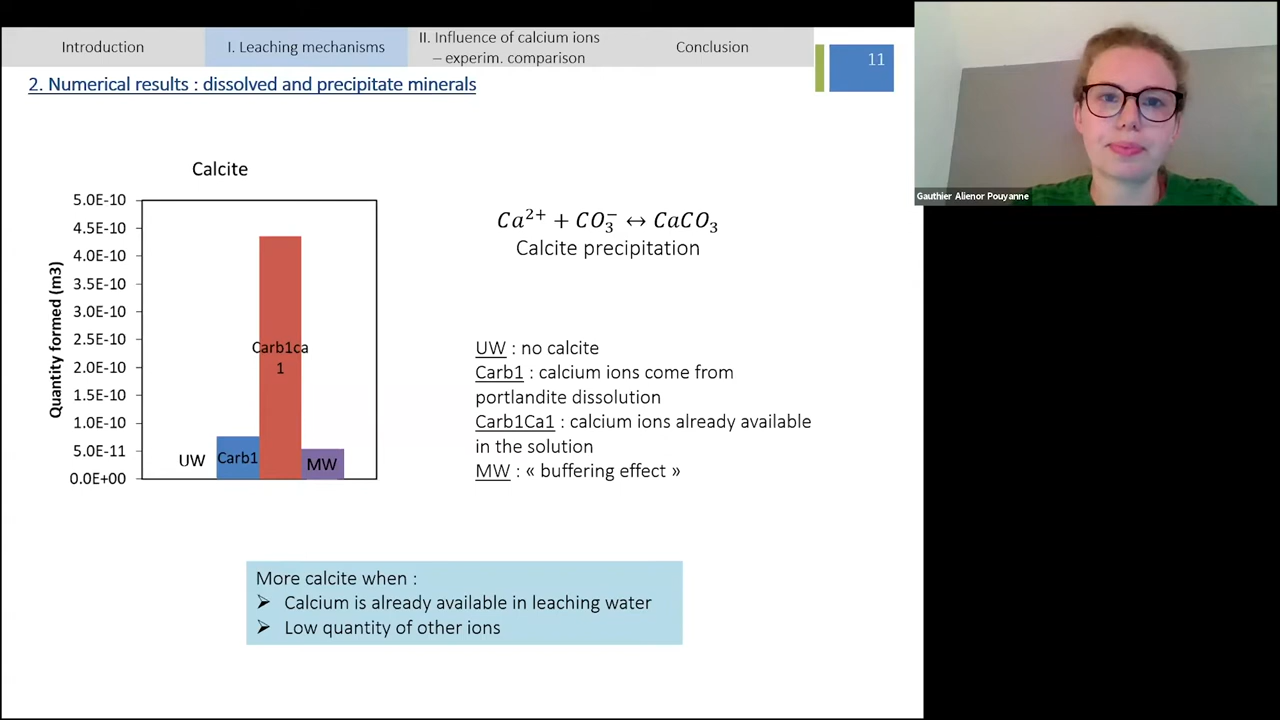 Introduction
I. Leaching mechanisms
II. Influence of calcium ions
– experim. comparison
Conclusion
11
2. Numerical results : dissolved and precipitate minerals
Calcite
5.0E-10
4.5E-10
4.0E-10
3.5E-10
3.0E-10
2.5E-10
2.0E-10
1.5E-10
1.0E-10
5.0E-11
0.0E+00
Quantity formed (m3)
UW
Carb1
Carb1ca
1
MW
Ca²⁺ + CO₃⁻ ↔ CaCO₃
Calcite precipitation
UW : no calcite
Carb1 : calcium ions come from
portlandite dissolution
Carb1Ca1 : calcium ions already available
in the solution
MW : « buffering effect »
More calcite when :
➢ Calcium is already available in leaching water
➢ Low quantity of other ions
Gauthier Alienor Pouyanne